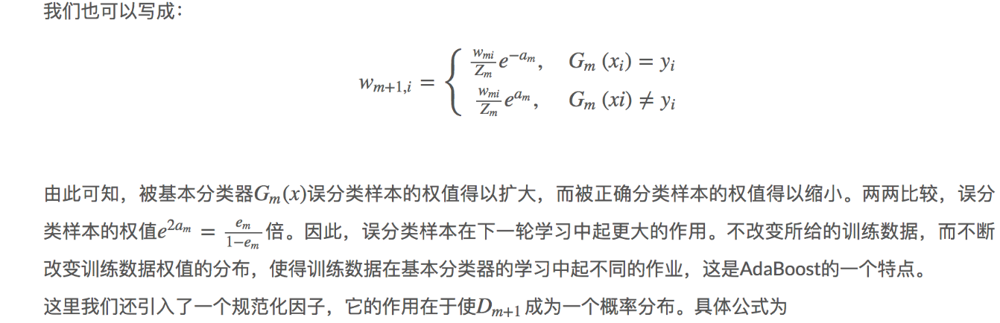 我们也可以写成：
w_{m+1,i} = { \frac{w_{mi}}{Z_m} e^{-a_m}, G_m (x_i) = y_i
\frac{w_{mi}}{Z_m} e^{a_m}, G_m (xi) ≠ y_i
由此可知，被基本分类器G_m(x)误分类样本的权值得以扩大，而被正确分类样本的权值得以缩小。两两比较，误分
类样本的权值e^{2a_m} = \frac{e_m}{1-e_m}倍。因此，误分类样本在下一轮学习中起更大的作用。不改变所给的训练数据，而不断
改变训练数据权值的分布，使得训练数据在基本分类器的学习中起不同的作业，这是AdaBoost的一个特点。
这里我们还引入了一个规范化因子，它的作用在于使D_{m+1}成为一个概率分布。具体公式为